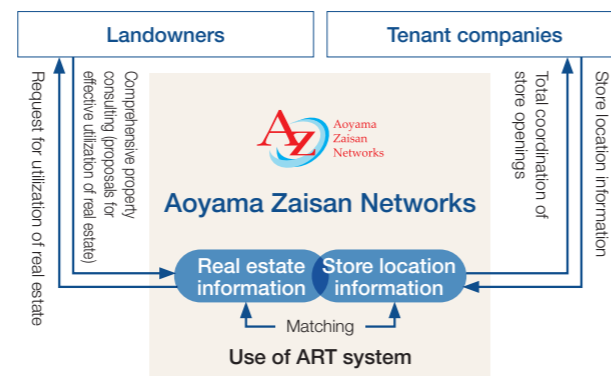 Landowners
Tenant companies
Request for utilization of real estate
Comprehensive property
consulting (proposals for
effective utilization of real estate)
AZ
Aoyama
Zaisan
Networks
Aoyama Zaisan Networks
Total coordination of
store openings
Store location information
Real estate
information
Store location
information
Matching
Use of ART system